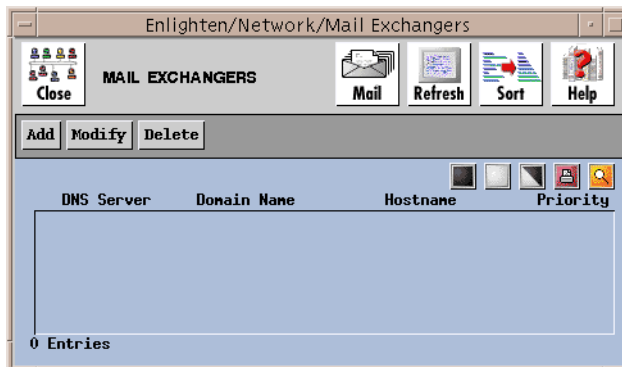 Enlighten/Network/Mail Exchangers
Close
MAIL EXCHANGERS
Mail
Refresh
Sort
Help
Add
Modify
Delete
DNS Server
Domain Name
Hostname
Priority
0 Entries